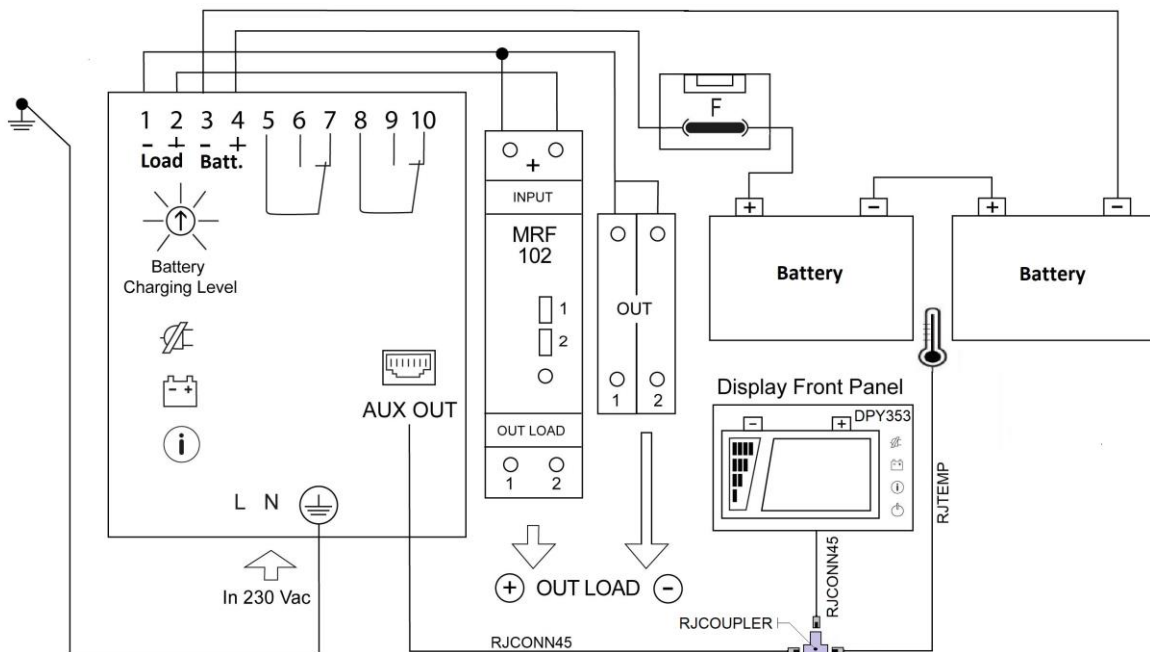 1 2 3 4 5 6 7 8 9 10
- + - +
Load Batt.
Battery
Charging Level
- +
i
AUX OUT
L N
In 230 Vac
+
INPUT
MRF
102
1
2
OUT LOAD
1 2
OUT
1 2
+ OUT LOAD -
F
+ -
Battery
+ -
Battery
Display Front Panel
DPY353
- +
i
RJTEMP
RJCONN45
RJCOUPLER
RJCONN45